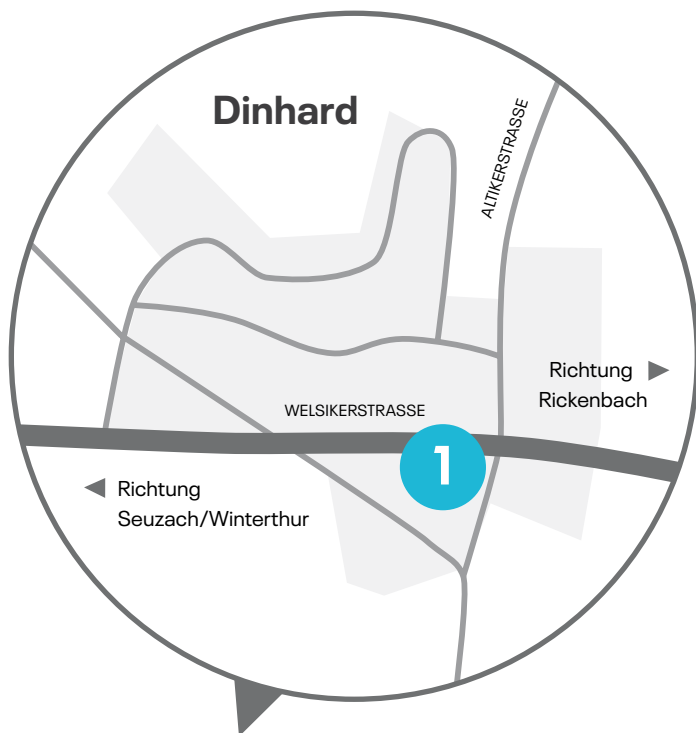 Dinhard
ALTIKERSTRASSE
Richtung
Rickenbach
WELSIKERSTRASSE
1
Richtung
Seuzach/Winterthur